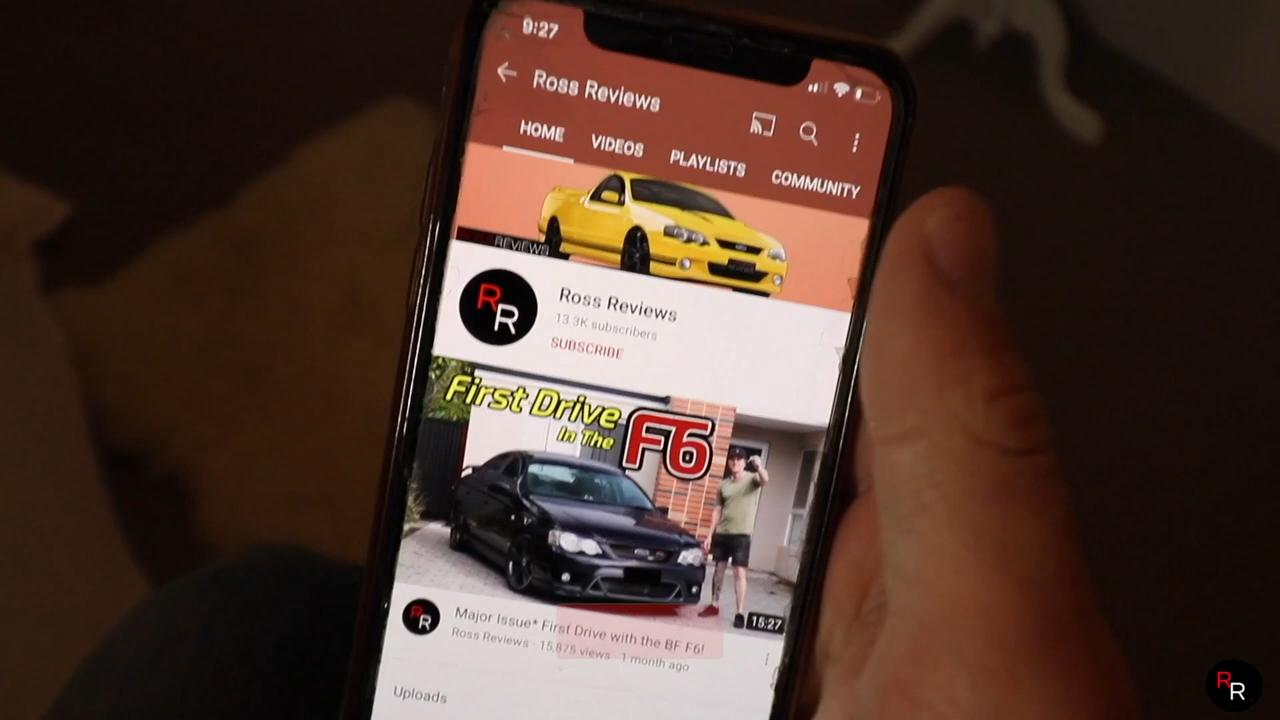 9:27
Ross Reviews
HOME VIDEOS PLAYLISTS COMMUNITY
REVIEWS
RR
Ross Reviews
13.3K subscribers
SUBSCRIBE
First Drive
In The
F6
15:27
RR
Major Issue* First Drive with the BF F6!
Ross Reviews · 15,875 views · 1 month ago
Uploads
RR